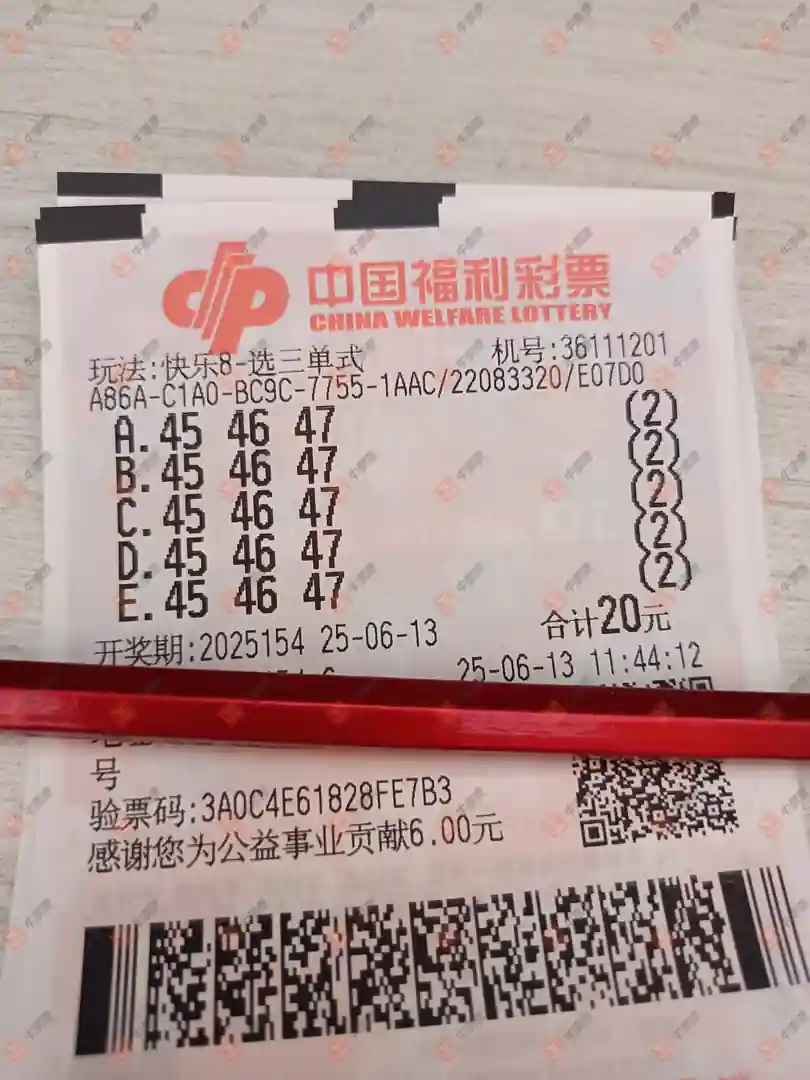 中国福利彩票
CHINA WELFARE LOTTERY
玩法:快乐8-选三单式 机号:36111201
A86A-C1A0-BC9C-7755-1AAC/22083320/E07D0
A.45 46 47 (2)
B.45 46 47 (2)
C.45 46 47 (2)
D.45 46 47 (2)
E.45 46 47 (2)
开奖期:2025154 25-06-13 合计20元
25-06-13 11:44:12
号
验票码:3A0C4E61828FE7B3
感谢您为公益事业贡献6.00元